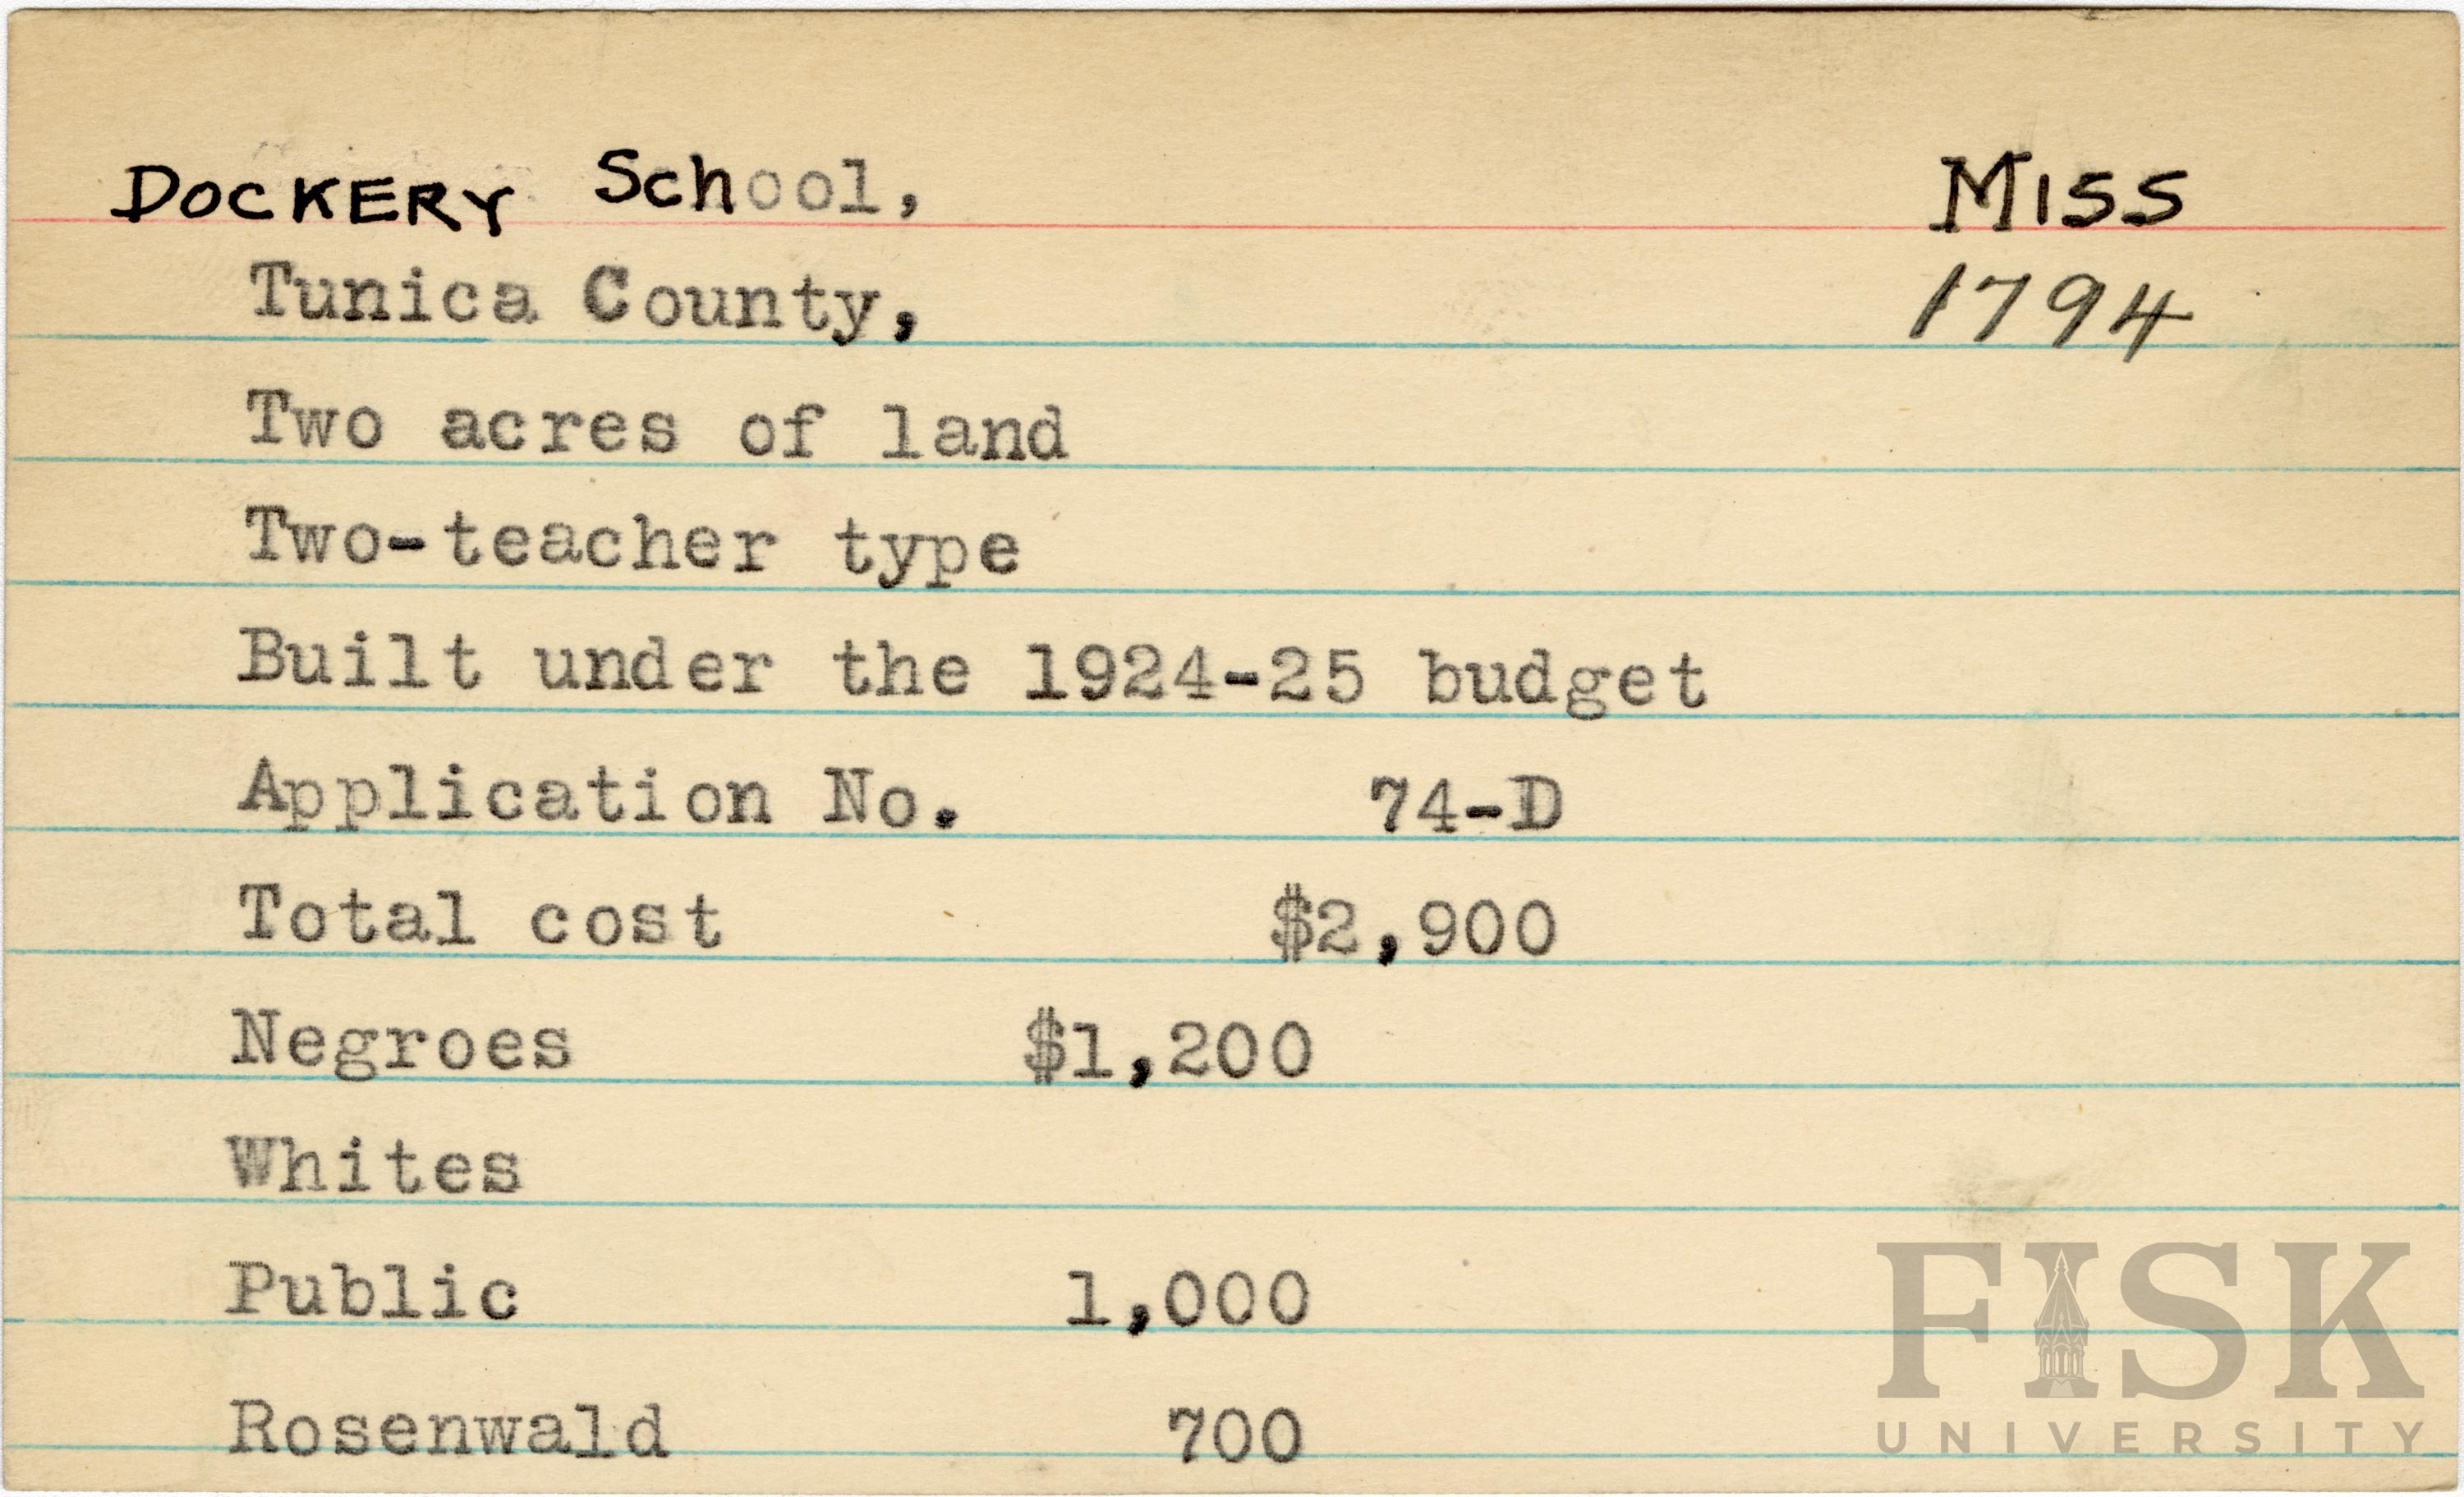 DOCKERY School, Miss
Tunica County, 1794
Two acres of land
Two-teacher type
Built under the 1924-25 budget
Application No. 74-D
Total cost $2,900
Negroes $1,200
Whites
Public 1,000
Rosenwald 700
FISK
UNIVERSITY